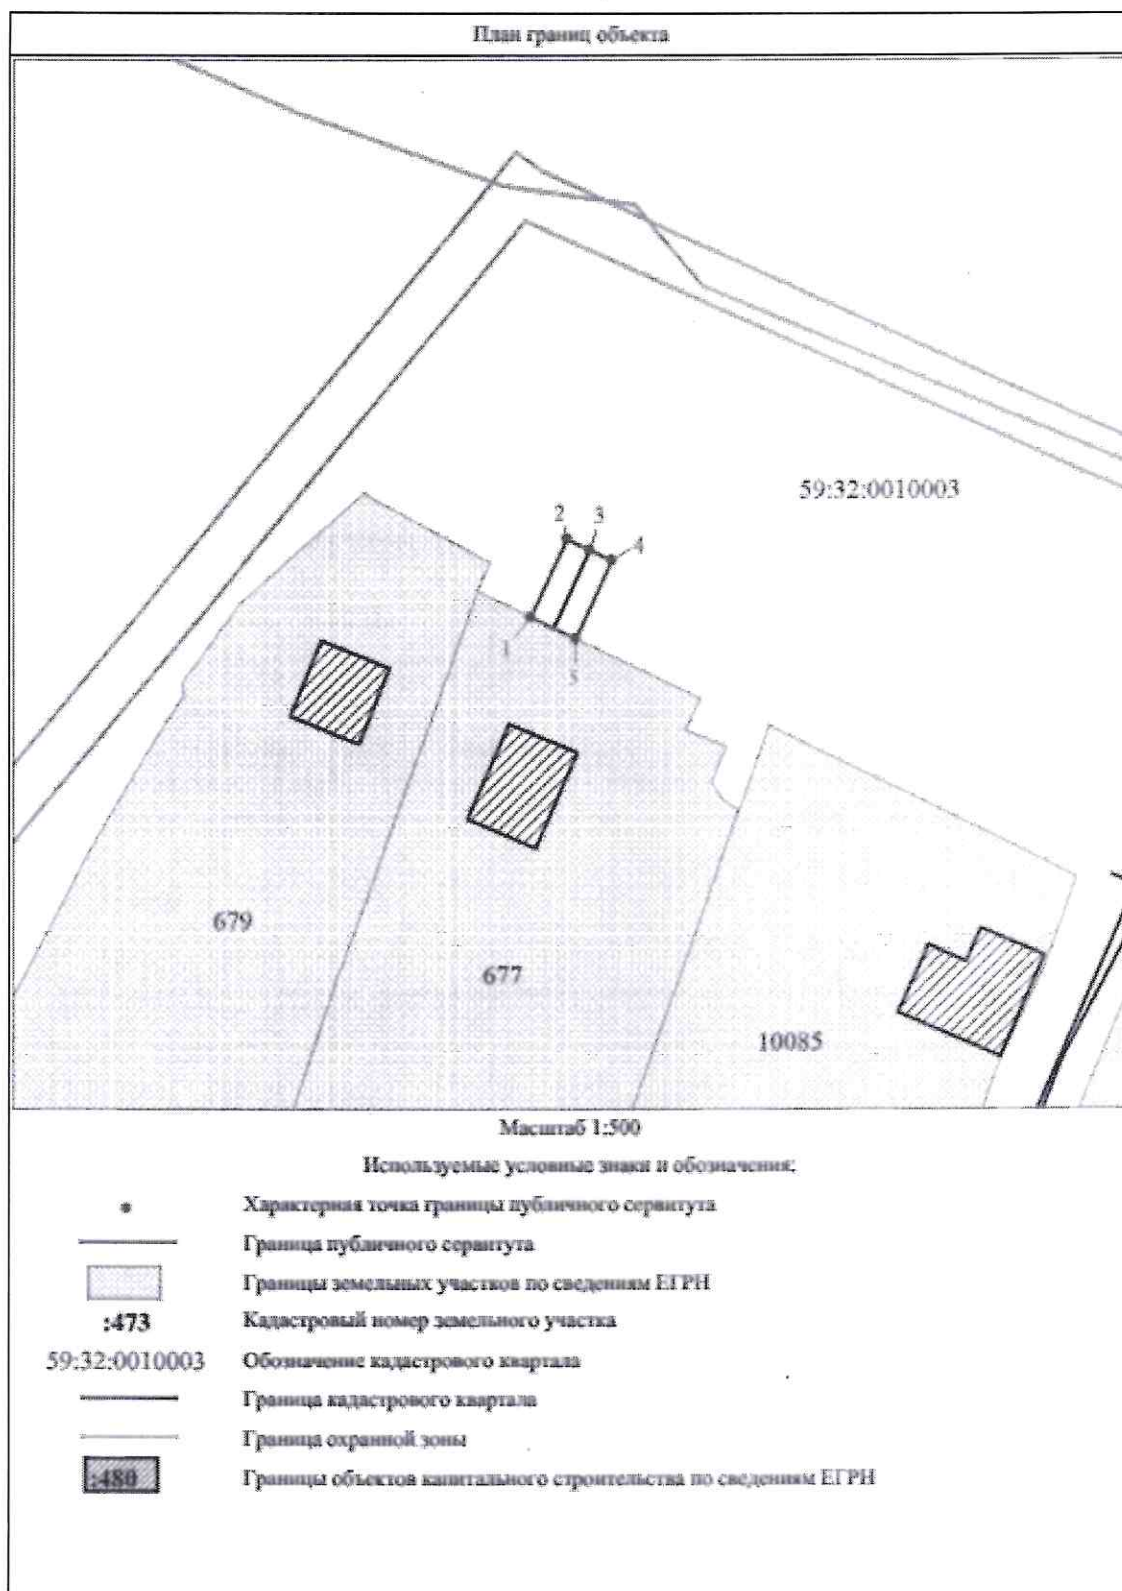 План границ объекта
59:32:0010003
2
3
4
1
5
679
677
10085
Масштаб 1:500
Используемые условные знаки и обозначения:
Характерная точка границы публичного сервитута
Граница публичного сервитута
Границы земельных участков по сведениям ЕГРН
:473 Кадастровый номер земельного участка
59:32:0010003 Обозначение кадастрового квартала
Граница кадастрового квартала
Граница охранной зоны
:480 Границы объектов капитального строительства по сведениям ЕГРН